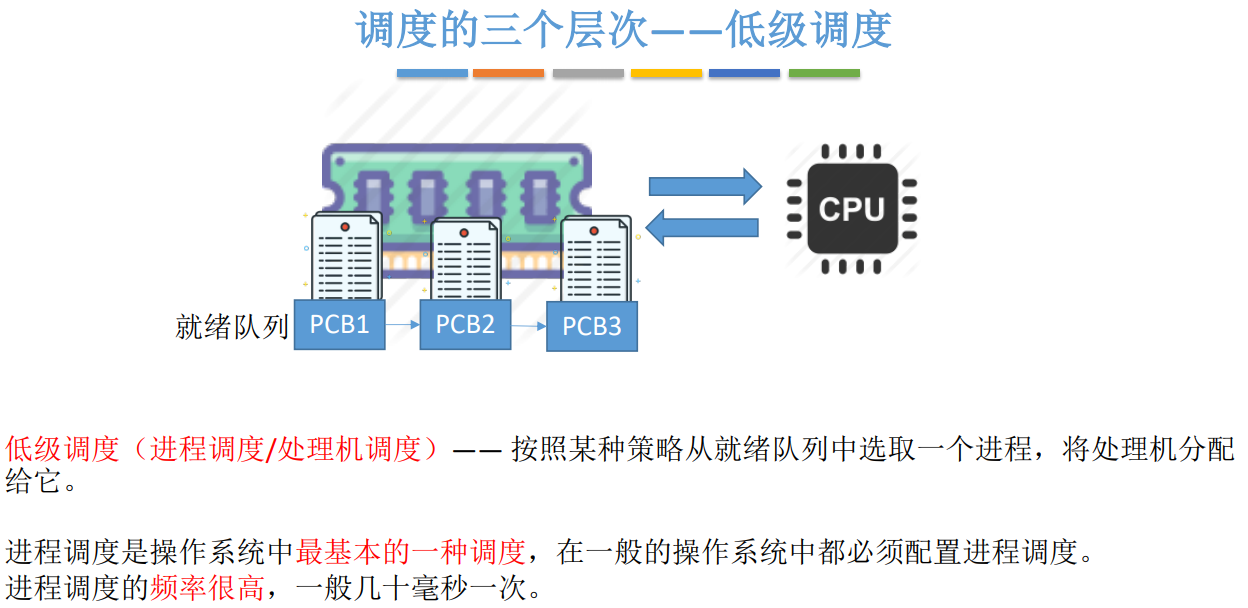 调度的三个层次——低级调度
CPU
就绪队列 PCB1 PCB2 PCB3
低级调度（进程调度/处理机调度）—— 按照某种策略从就绪队列中选取一个进程，将处理机分配
给它。
进程调度是操作系统中最基本的一种调度，在一般的操作系统中都必须配置进程调度。
进程调度的频率很高，一般几十毫秒一次。